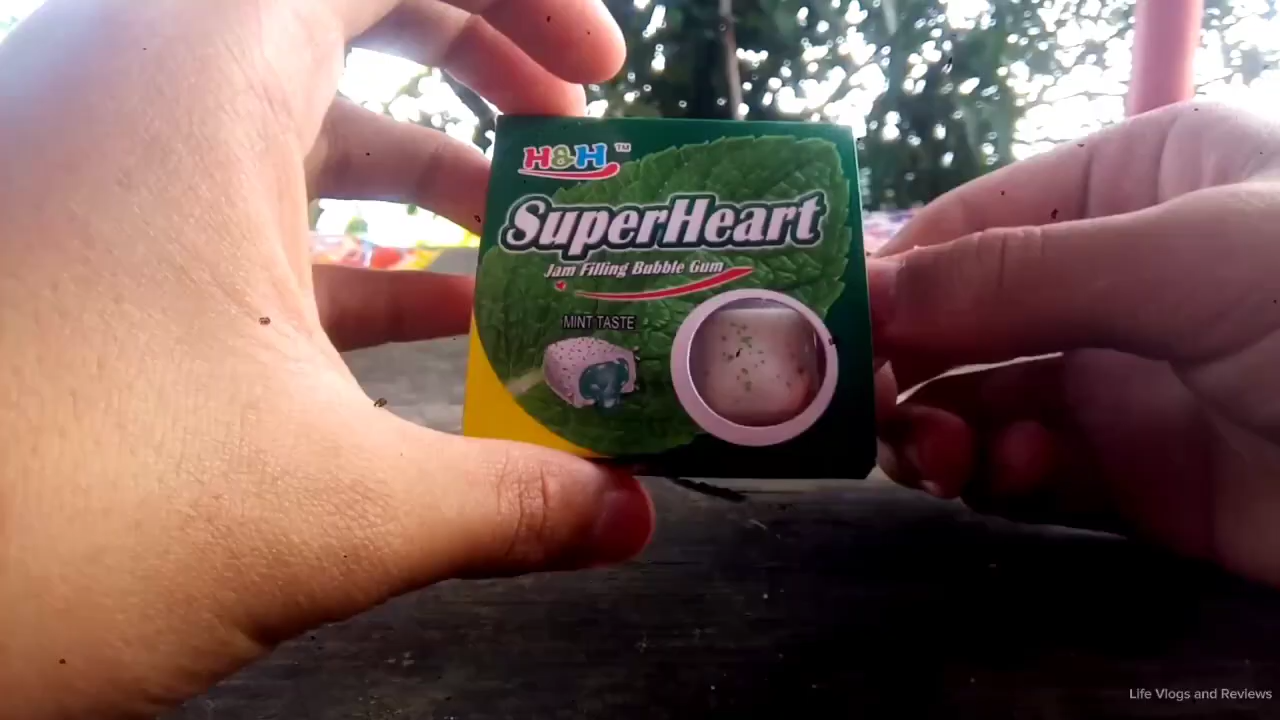 H&H™
SuperHeart
Jam Filling Bubble Gum
MINT TASTE
Life Vlogs and Reviews